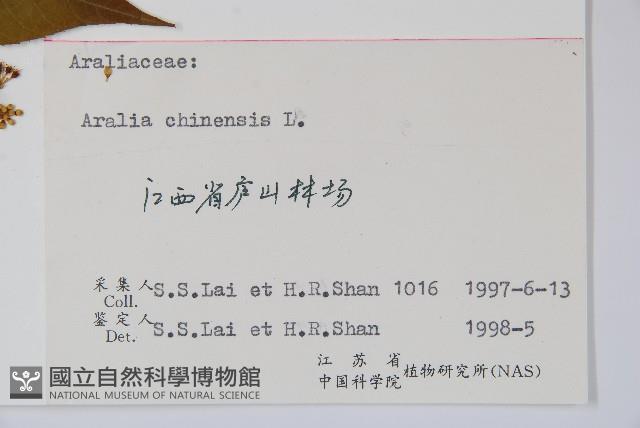 Araliaceae:
Aralia chinensis L.
江西省庐山林场
采集人 S.S.Lai et H.R.Shan 1016 1997-6-13
Coll.
鉴定人 S.S.Lai et H.R.Shan 1998-5
Det.
江苏省
中国科学院 植物研究所(NAS)
國立自然科學博物館
NATIONAL MUSEUM OF NATURAL SCIENCE